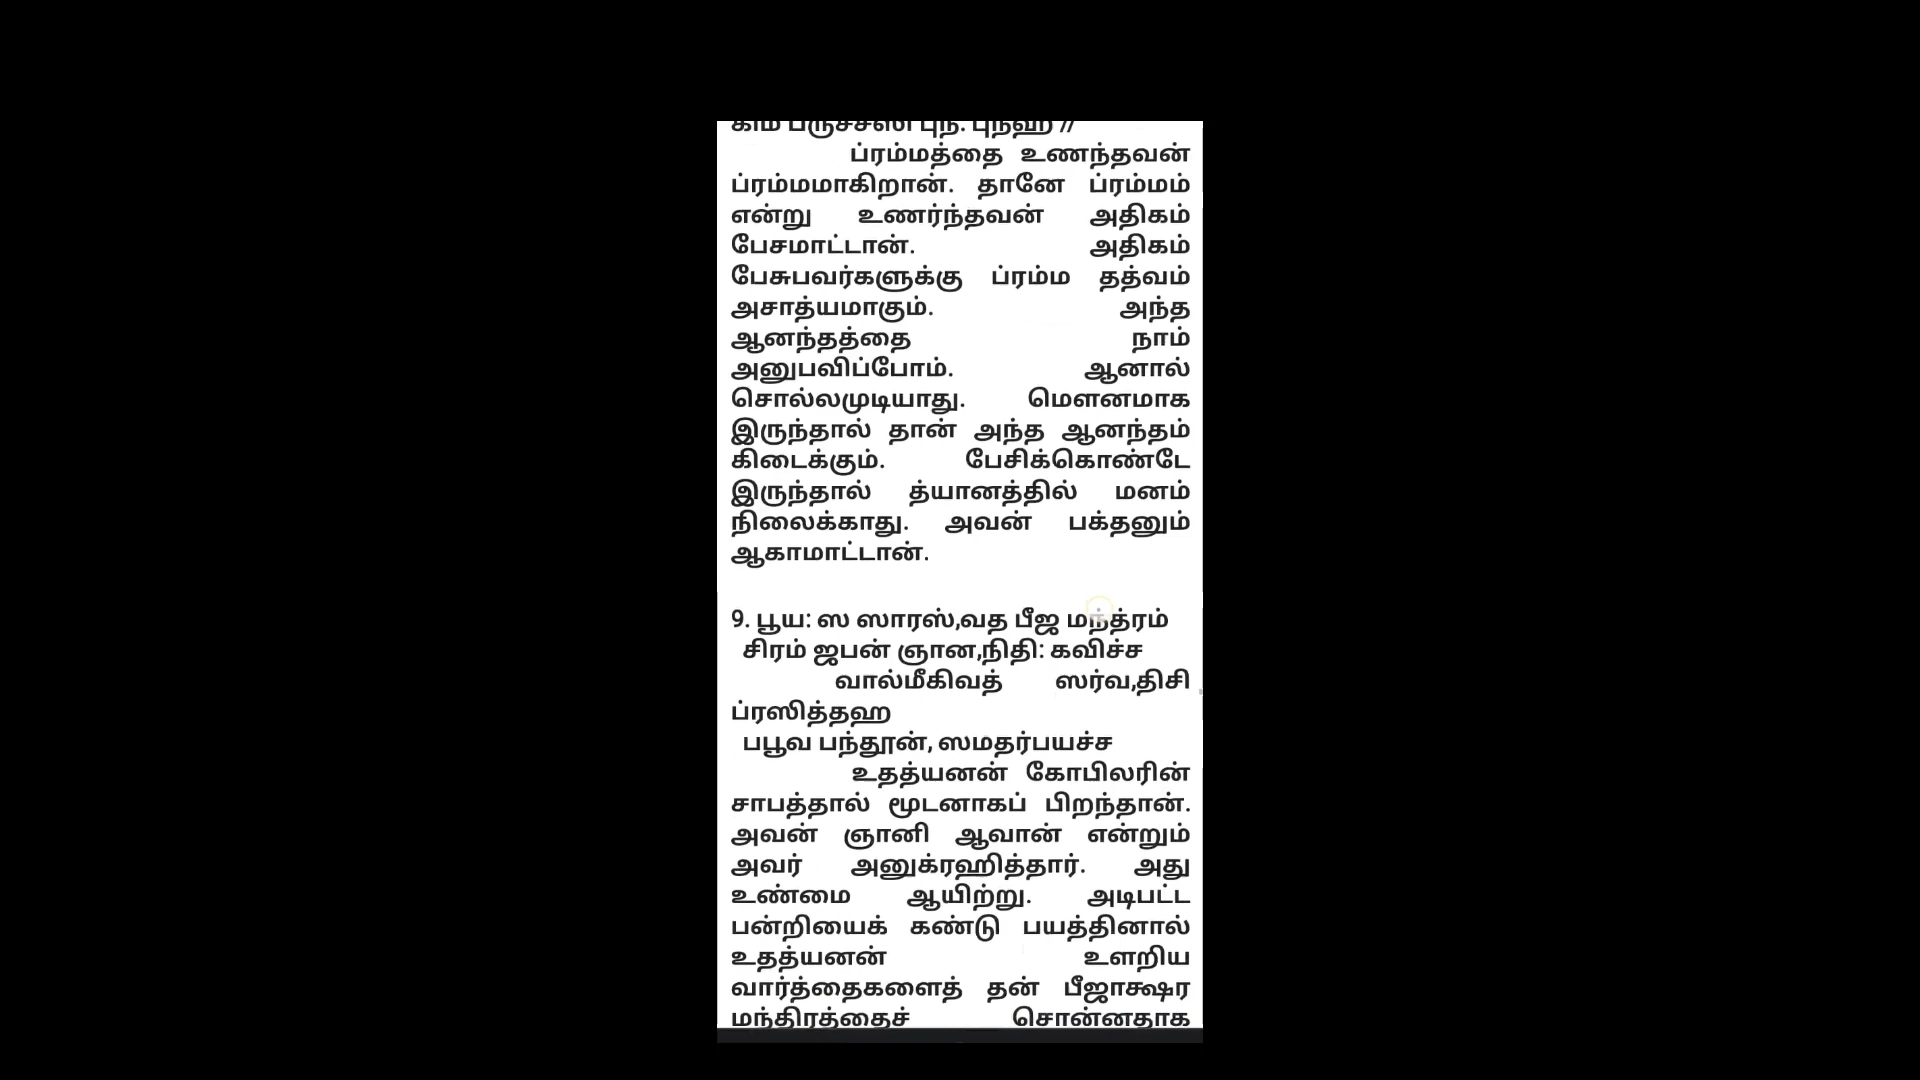 ப்ரம்மத்தை உணந்தவன்
ப்ரம்மமாகிறான். தானே ப்ரம்மம்
என்று உணர்ந்தவன் அதிகம்
பேசமாட்டான். அதிகம்
பேசுபவர்களுக்கு ப்ரம்ம தத்வம்
அசாத்யமாகும். அந்த
ஆனந்தத்தை நாம்
அனுபவிப்போம். ஆனால்
சொல்லமுடியாது. மௌனமாக
இருந்தால் தான் அந்த ஆனந்தம்
கிடைக்கும். பேசிக்கொண்டே
இருந்தால் த்யானத்தில் மனம்
நிலைக்காது. அவன் பக்தனும்
ஆகாமாட்டான்.
9. பூய: ஸ ஸாரஸ்,வத பீஜ மந்த்ரம்
சிரம் ஜபன் ஞான,நிதி: கவிச்ச
வால்மீகிவத் ஸர்வ,திசி
ப்ரஸித்தஹ
பபூவ பந்தூன், ஸமதர்பயச்ச
உதத்யனன் கோபிலரின்
சாபத்தால் மூடனாகப் பிறந்தான்.
அவன் ஞானி ஆவான் என்றும்
அவர் அனுக்ரஹித்தார். அது
உண்மை ஆயிற்று. அடிபட்ட
பன்றியைக் கண்டு பயத்தினால்
உதத்யனன் உளறிய
வார்த்தைகளைத் தன் பீஜாக்ஷர
மந்திரத்தைச் சொன்னதாக